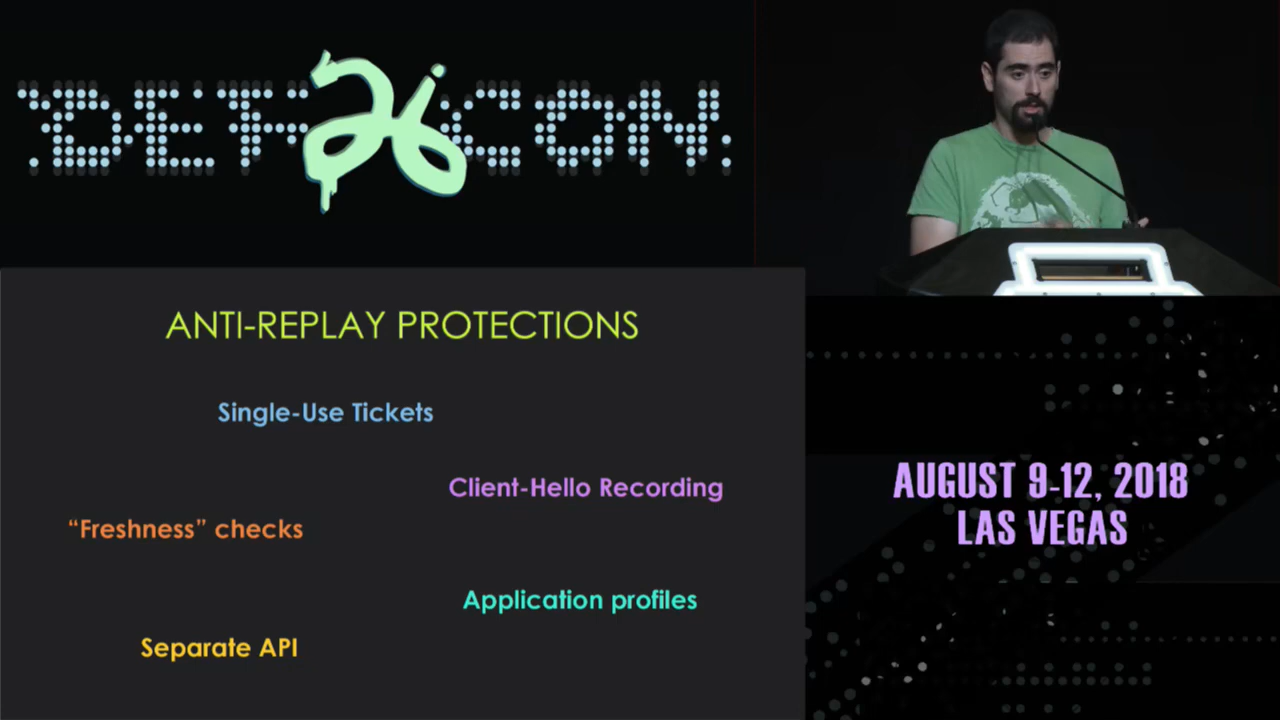 DEF 26 CON
ANTI-REPLAY PROTECTIONS
Single-Use Tickets
Client-Hello Recording
“Freshness” checks
Application profiles
Separate API
AUGUST 9-12, 2018
LAS VEGAS